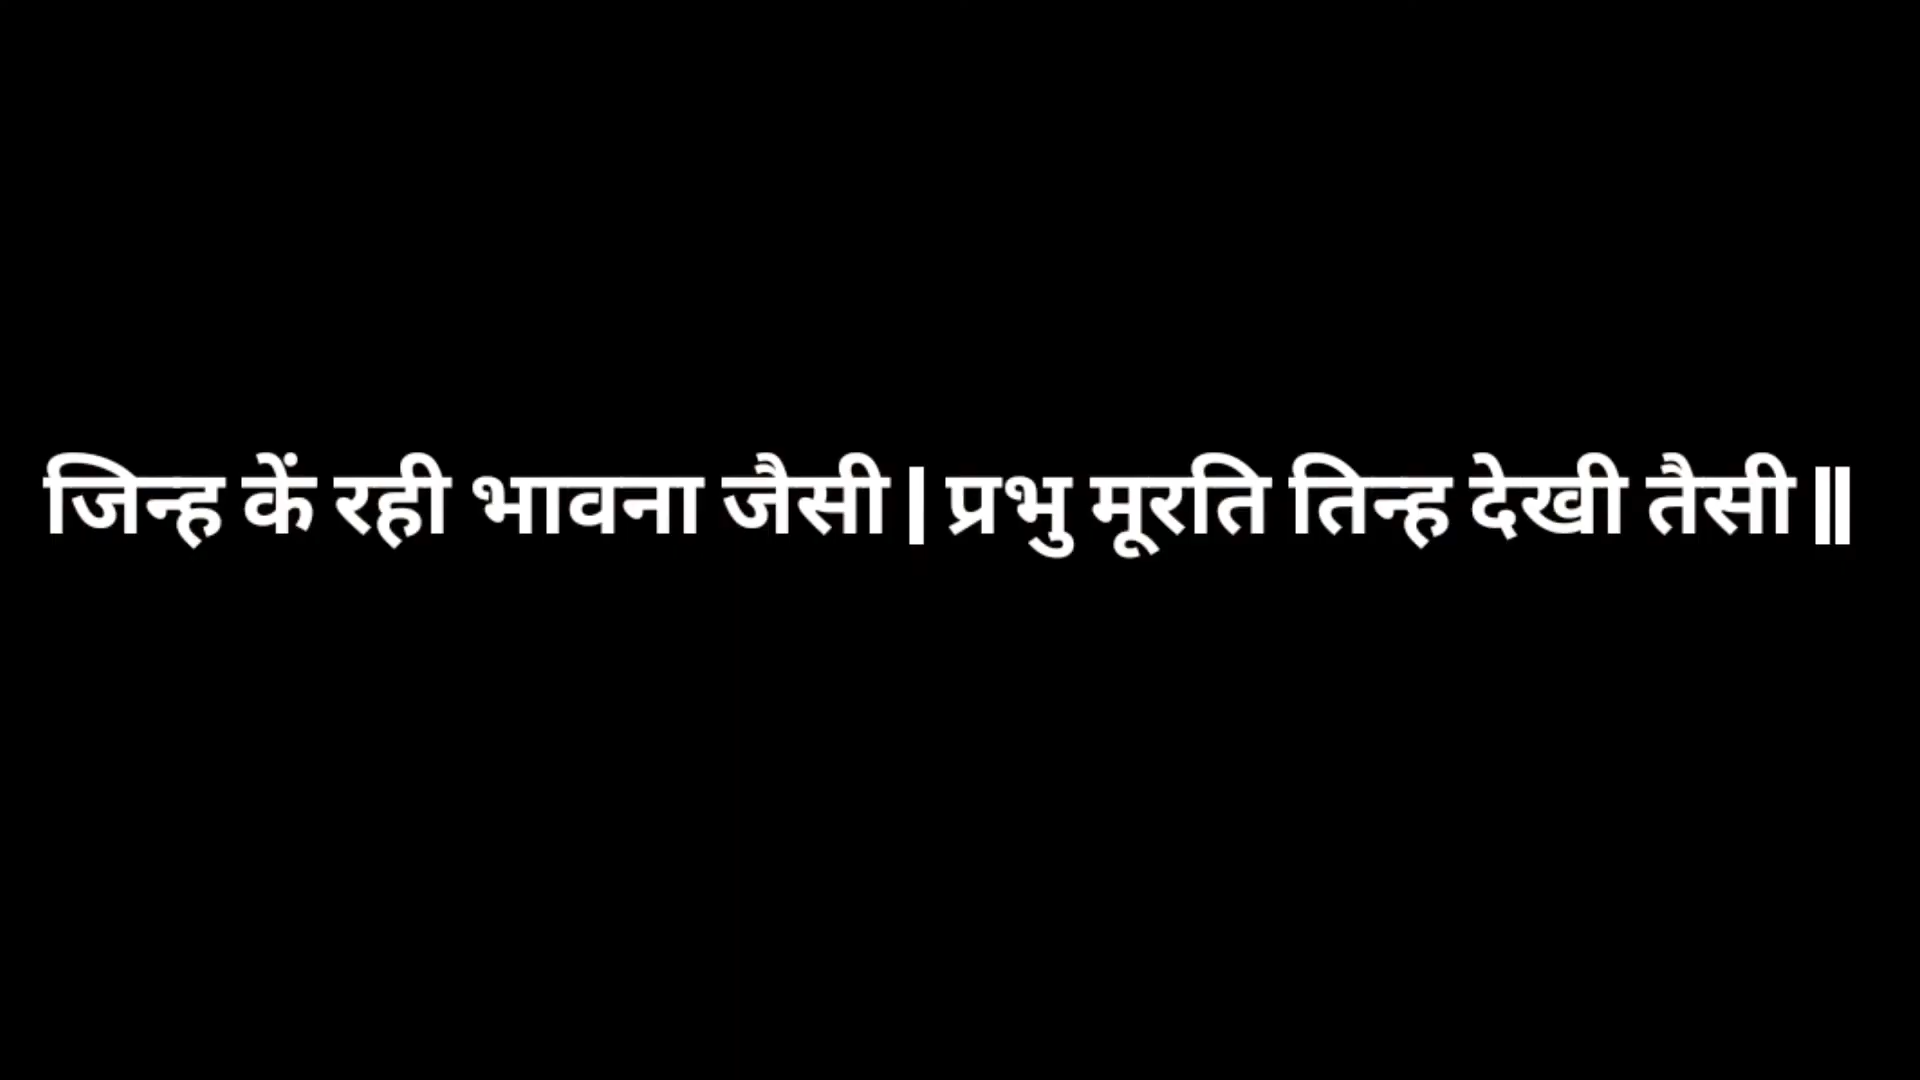 जिन्ह कें रही भावना जैसी | प्रभु मूरति तिन्ह देखी तैसी ||